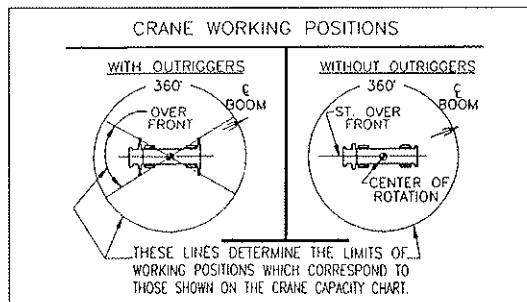 CRANE WORKING POSITIONS
WITH OUTRIGGERS
360°
℄
BOOM
OVER
FRONT
WITHOUT OUTRIGGERS
360°
℄
BOOM
ST. OVER
FRONT
CENTER OF
ROTATION
THESE LINES DETERMINE THE LIMITS OF
WORKING POSITIONS WHICH CORRESPOND TO
THOSE SHOWN ON THE CRANE CAPACITY CHART.